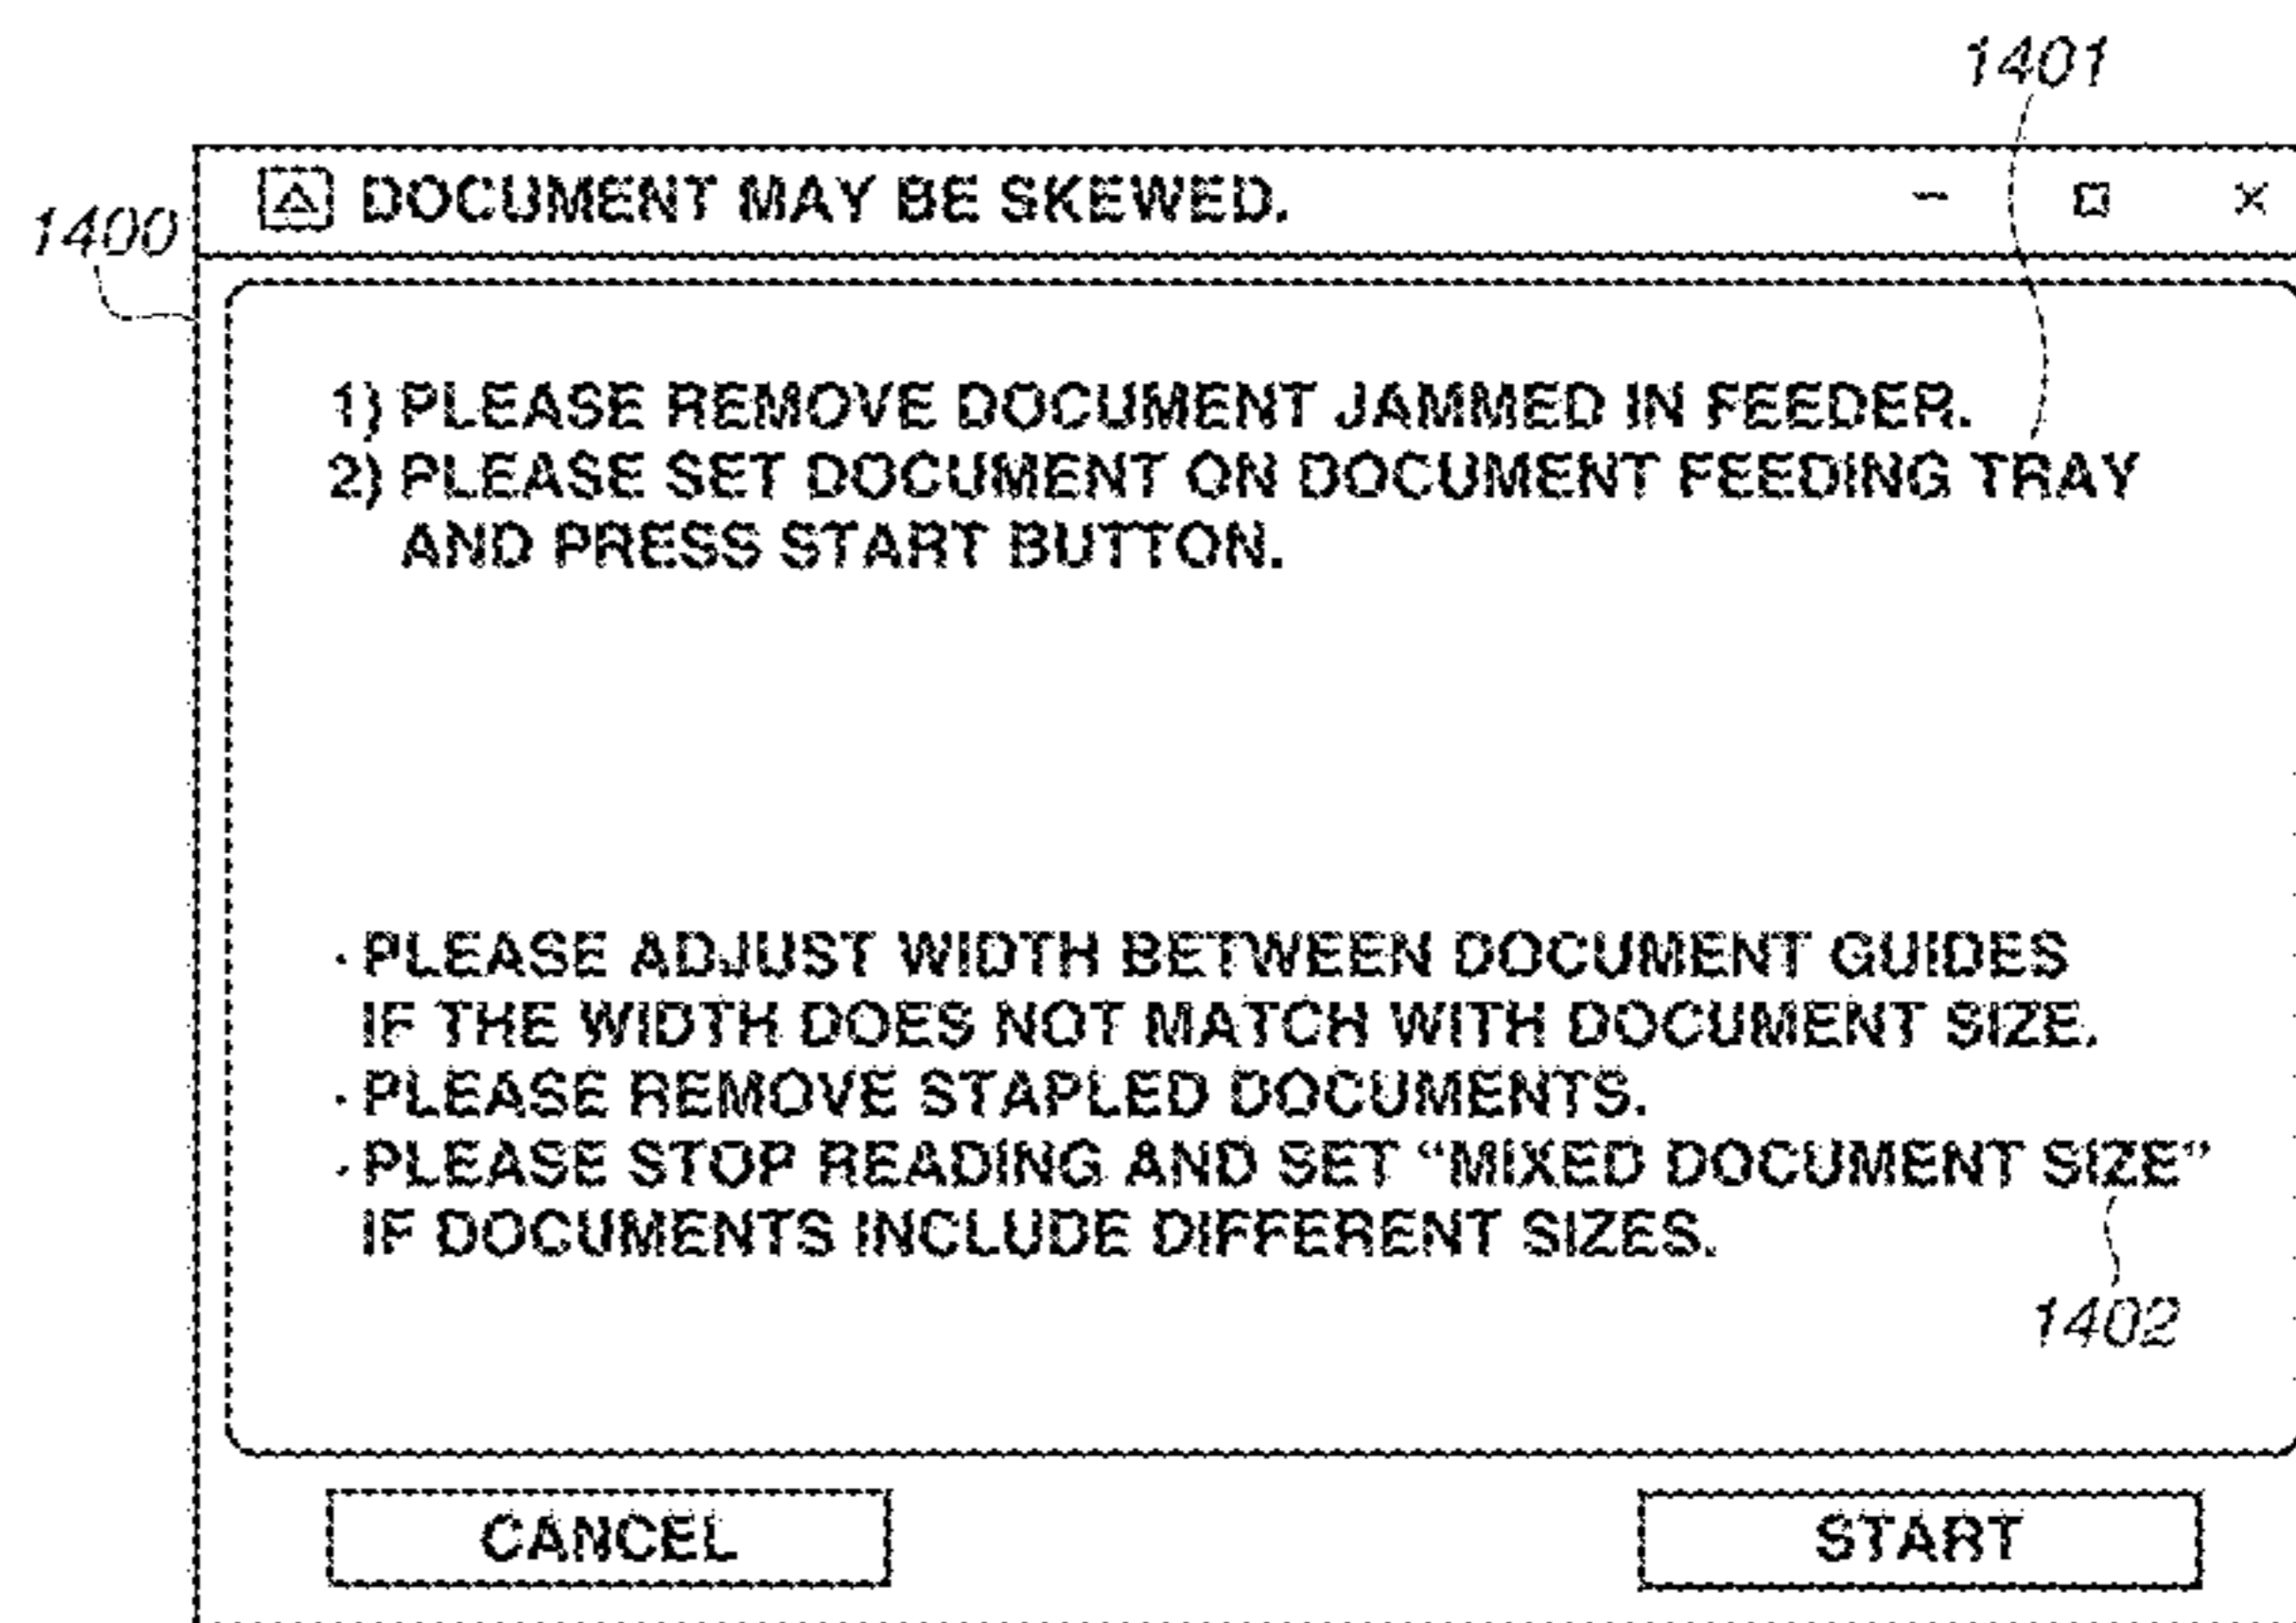 1401
1400
DOCUMENT MAY BE SKEWED.
1) PLEASE REMOVE DOCUMENT JAMMED IN FEEDER.
2) PLEASE SET DOCUMENT ON DOCUMENT FEEDING TRAY
AND PRESS START BUTTON.
· PLEASE ADJUST WIDTH BETWEEN DOCUMENT GUIDES
IF THE WIDTH DOES NOT MATCH WITH DOCUMENT SIZE.
· PLEASE REMOVE STAPLED DOCUMENTS.
· PLEASE STOP READING AND SET “MIXED DOCUMENT SIZE”
IF DOCUMENTS INCLUDE DIFFERENT SIZES.
1402
CANCEL
START